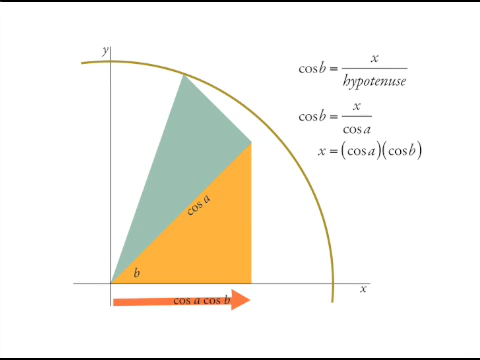 y
cos b = x / hypotenuse
cos b = x / cos a
x = (cos a)(cos b)
cos a
b
x
cos a cos b